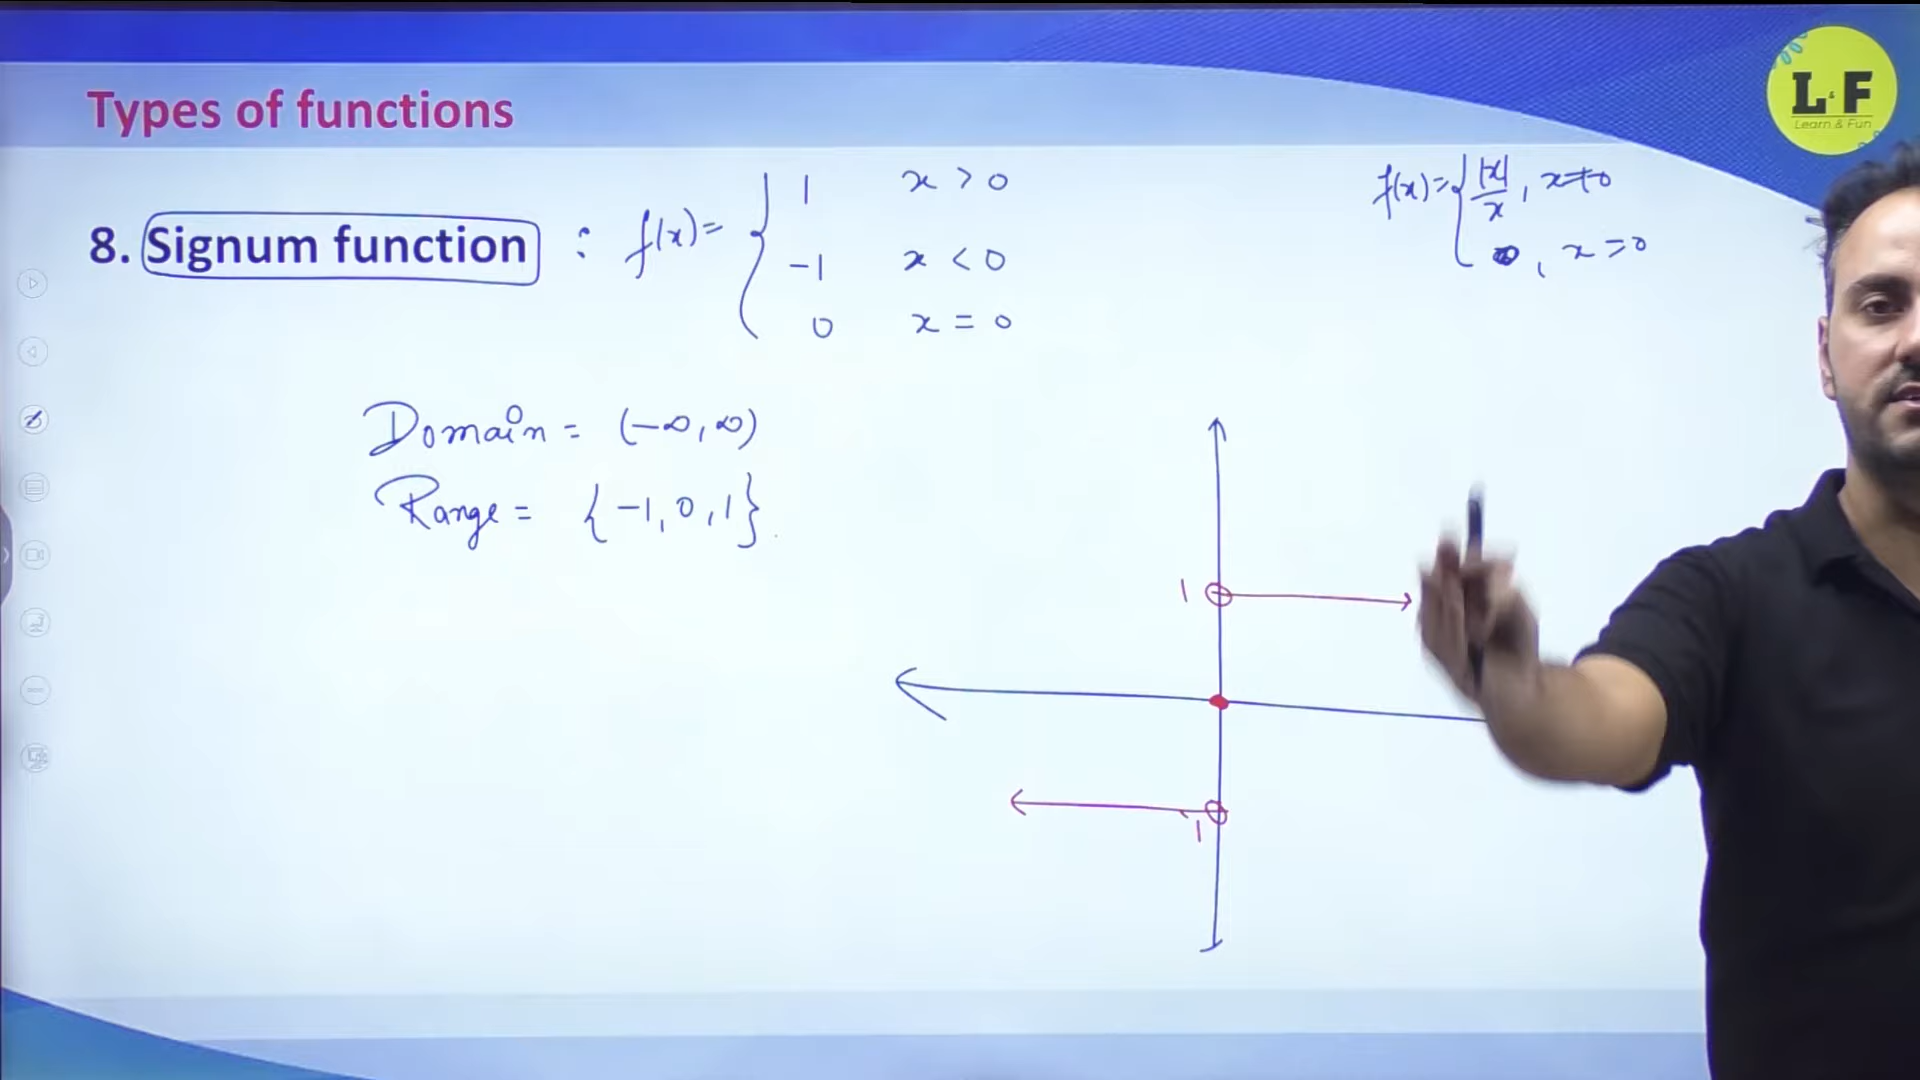 L&F
Learn & Fun
Types of functions
8. Signum function : f(x)= { 1 x > 0
-1 x < 0
0 x = 0
f(x)= { |x|/x , x≠0
0 , x=0
Domain = (-∞, ∞)
Range = {-1, 0, 1}.
1
-1